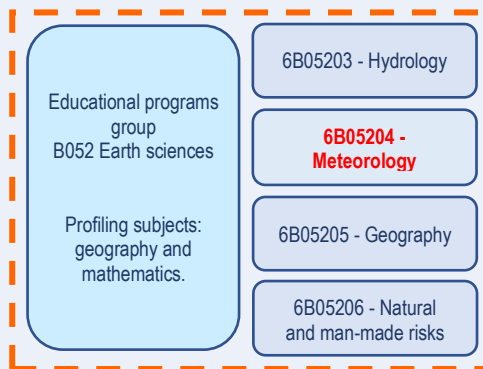 Educational programs
group
B052 Earth sciences
Profiling subjects:
geography and
mathematics.
6B05203 - Hydrology
6B05204 -
Meteorology
6B05205 - Geography
6B05206 - Natural
and man-made risks